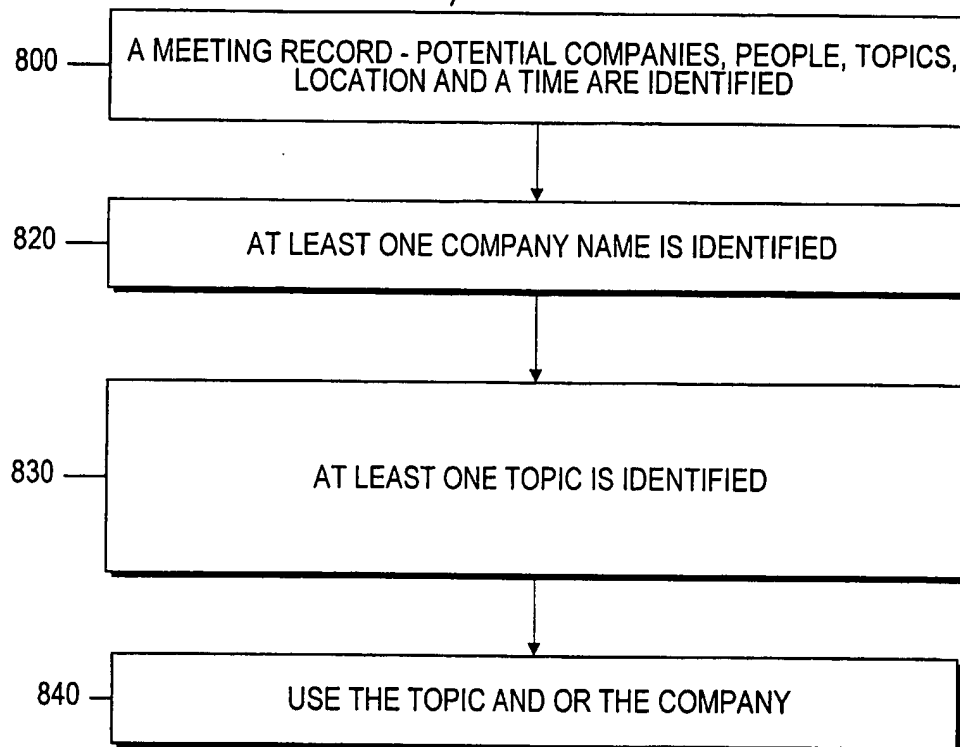 800
A MEETING RECORD - POTENTIAL COMPANIES, PEOPLE, TOPICS,
LOCATION AND A TIME ARE IDENTIFIED
820
AT LEAST ONE COMPANY NAME IS IDENTIFIED
830
AT LEAST ONE TOPIC IS IDENTIFIED
840
USE THE TOPIC AND OR THE COMPANY